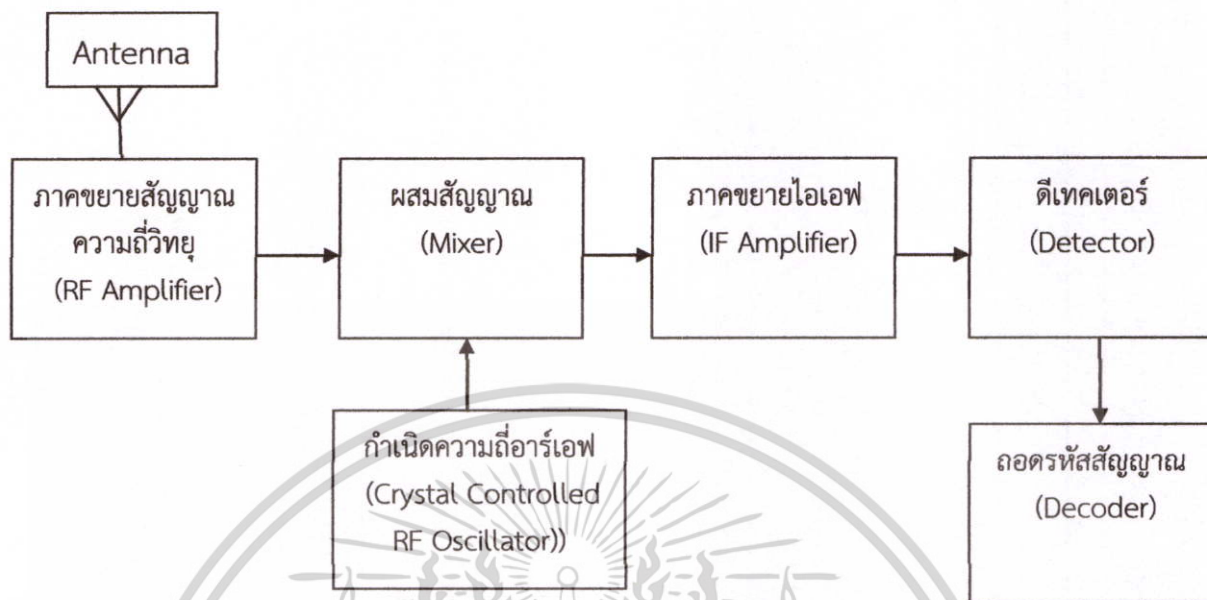 Antenna
ภาคขยายสัญญาณ
ความถี่วิทยุ
(RF Amplifier)
ผสมสัญญาณ
(Mixer)
ภาคขยายไอเอฟ
(IF Amplifier)
ดีเทคเตอร์
(Detector)
กำเนิดความถี่อาร์เอฟ
(Crystal Controlled
RF Oscillator))
ถอดรหัสสัญญาณ
(Decoder)